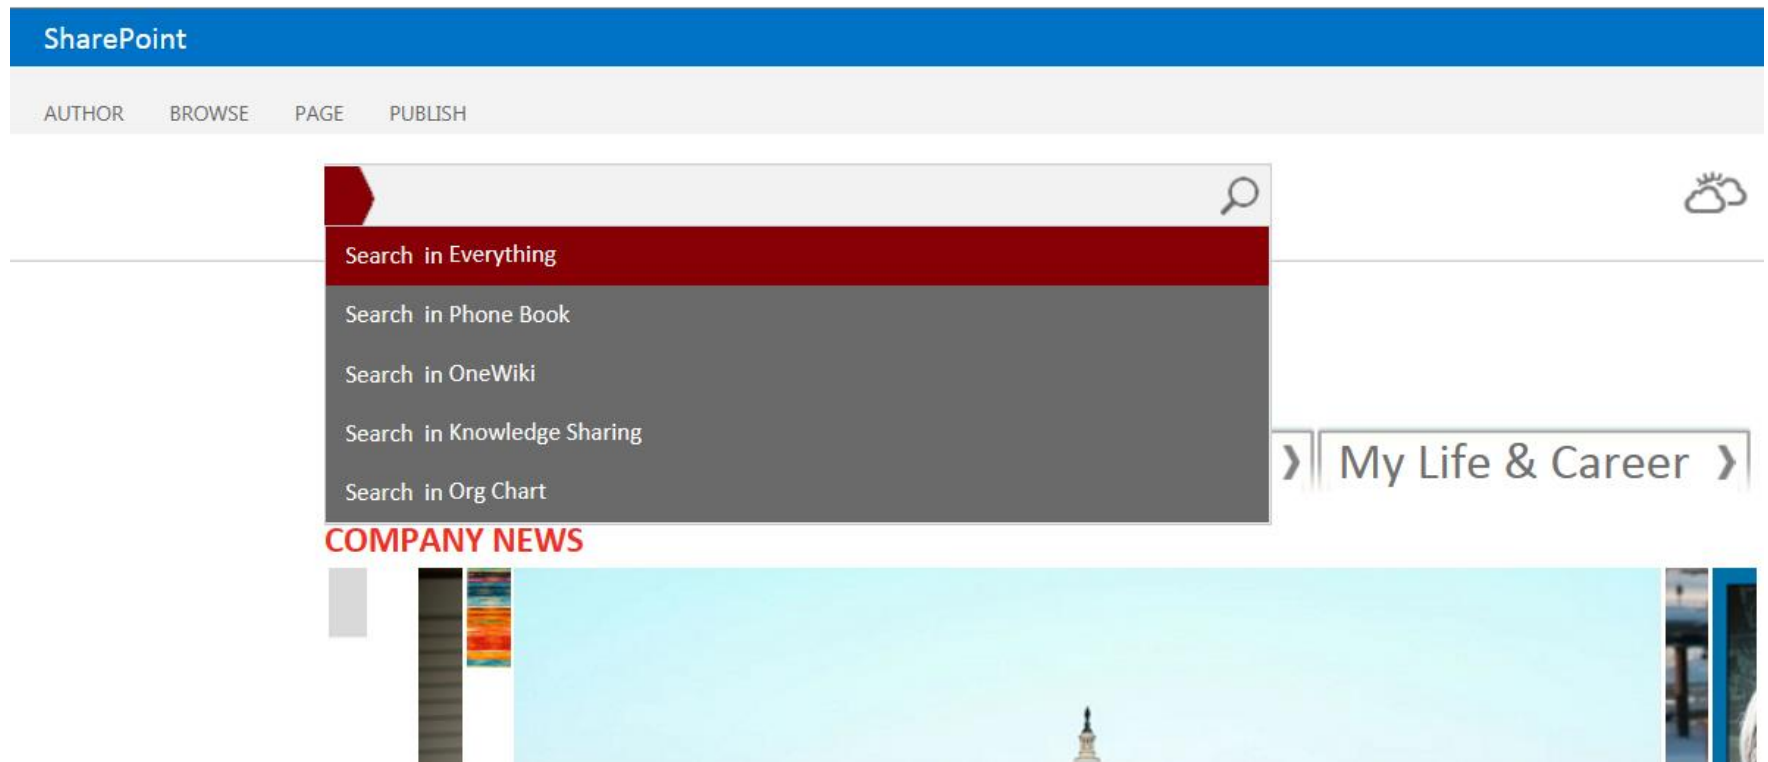 SharePoint
AUTHOR BROWSE PAGE PUBLISH
Search in Everything
Search in Phone Book
Search in OneWiki
Search in Knowledge Sharing
Search in Org Chart
My Life & Career
COMPANY NEWS